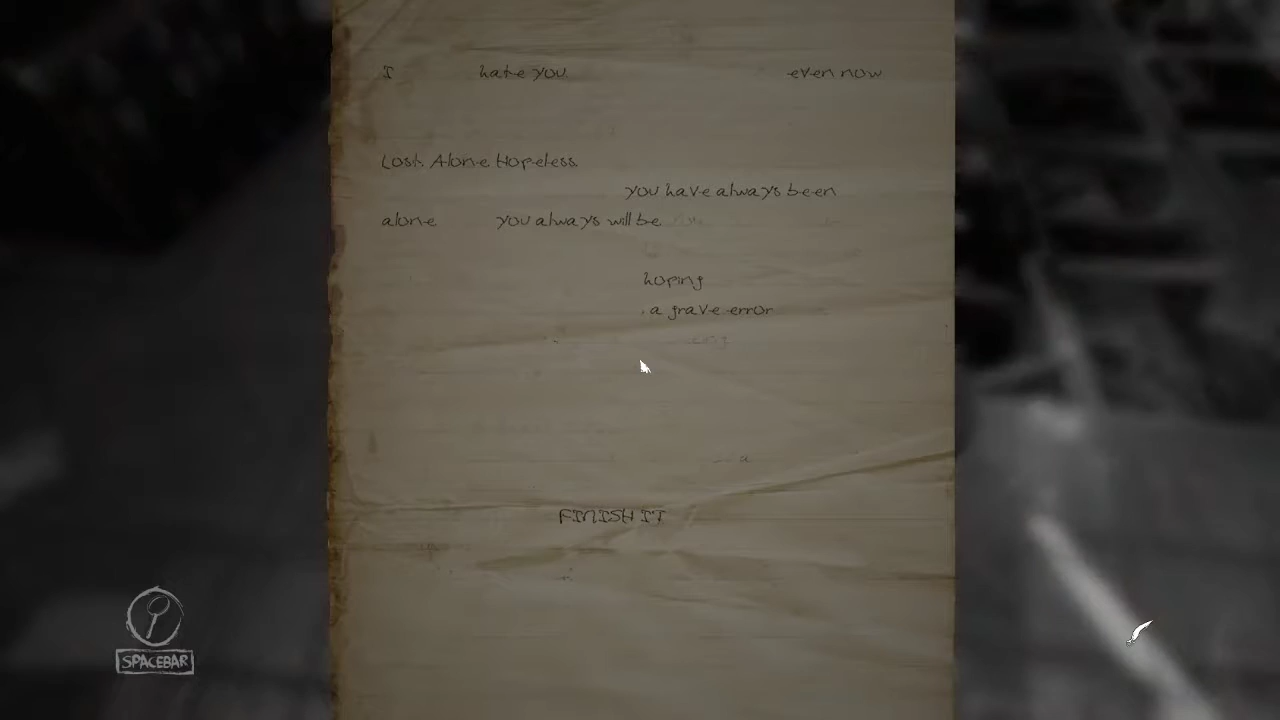 I hate you even now
Lost. Alone. Hopeless.
you have always been
alone you always will be
hoping
a grave error
a
FINISH IT
SPACEBAR